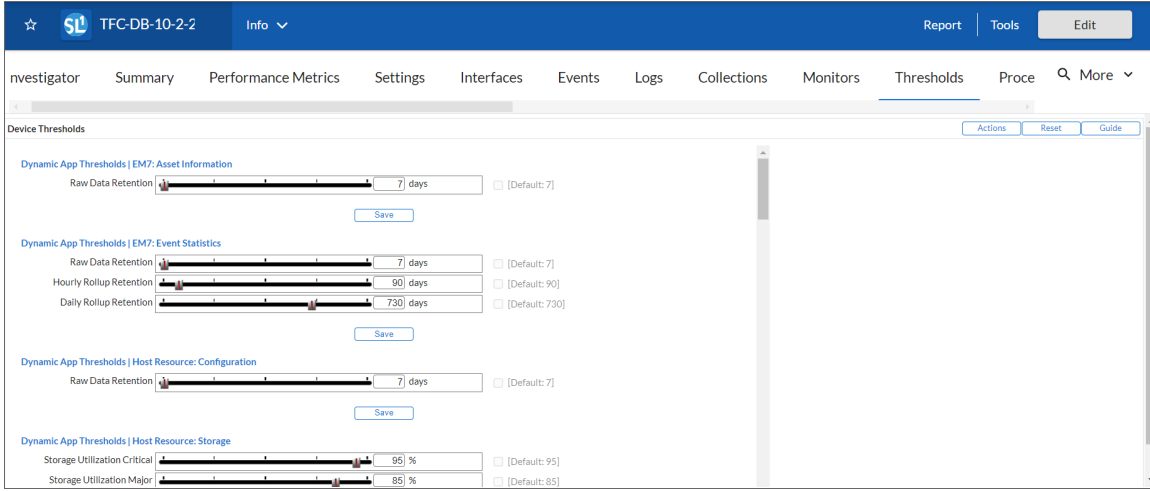 SL1 TFC-DB-10-2-2 Info Report Tools Edit
nvestigator Summary Performance Metrics Settings Interfaces Events Logs Collections Monitors Thresholds Proce More
Device Thresholds Actions Reset Guide
Dynamic App Thresholds | EM7: Asset Information
Raw Data Retention 7 days [Default: 7]
Save
Dynamic App Thresholds | EM7: Event Statistics
Raw Data Retention 7 days [Default: 7]
Hourly Rollup Retention 90 days [Default: 90]
Daily Rollup Retention 730 days [Default: 730]
Save
Dynamic App Thresholds | Host Resource: Configuration
Raw Data Retention 7 days [Default: 7]
Save
Dynamic App Thresholds | Host Resource: Storage
Storage Utilization Critical 95 % [Default: 95]
Storage Utilization Major 85 % [Default: 85]